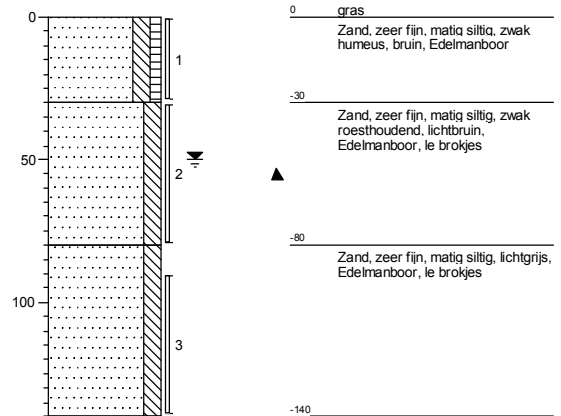 0
50
100
1
2
3
0
gras
Zand, zeer fijn, matig siltig, zwak
humeus, bruin, Edelmanboor
-30
Zand, zeer fijn, matig siltig, zwak
roesthoudend, lichtbruin,
Edelmanboor, le brokjes
-80
Zand, zeer fijn, matig siltig, lichtgrijs,
Edelmanboor, le brokjes
-140